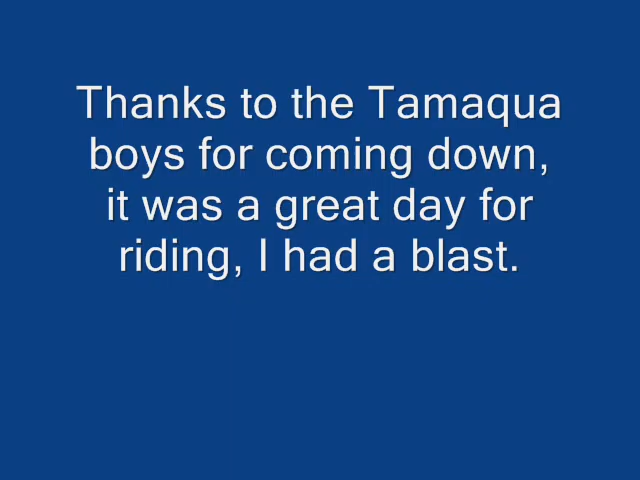 Thanks to the Tamaqua
boys for coming down,
it was a great day for
riding, I had a blast.